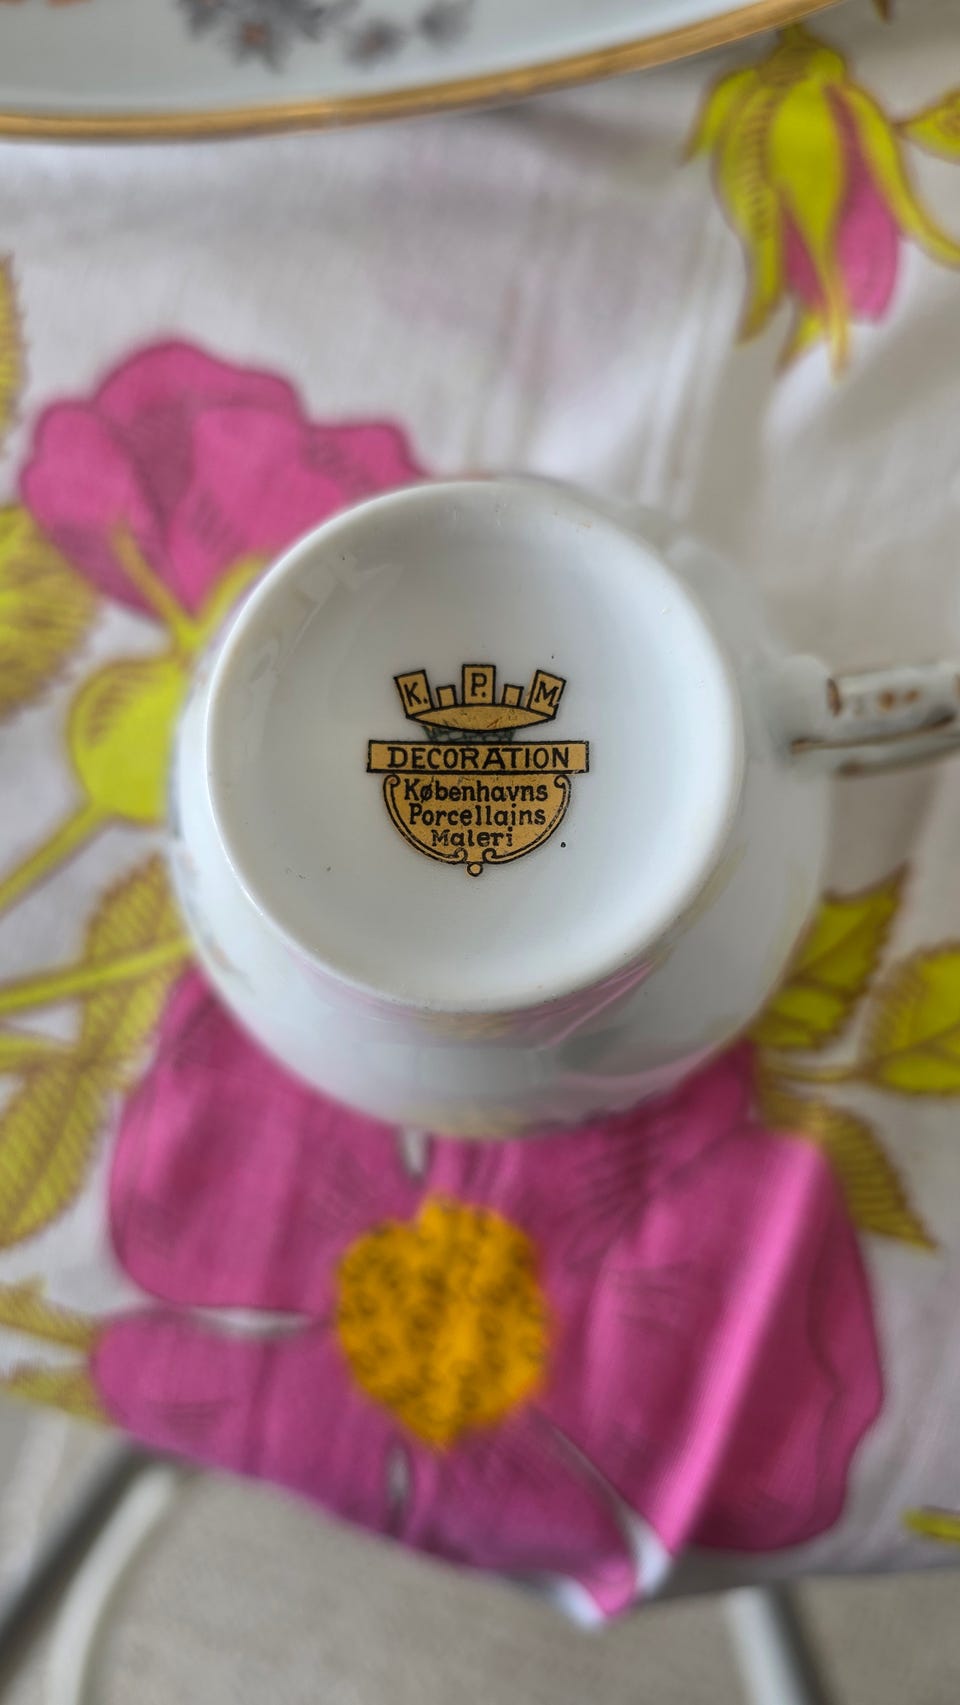 K. P. M.
DECORATION
Københavns
Porcellains
Maleri